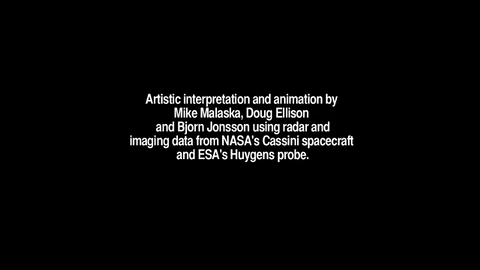 Artistic interpretation and animation by
Mike Malaska, Doug Ellison
and Bjorn Jonsson using radar and
imaging data from NASA's Cassini spacecraft
and ESA's Huygens probe.